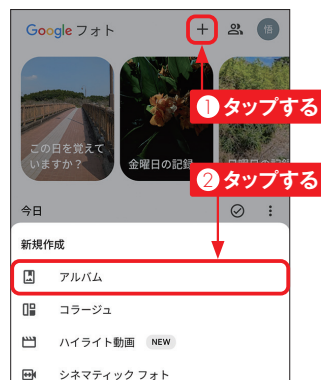 Google フォト
悟
❶タップする
この日を覚えて
いますか?
金曜日の記録
❷タップする
今日
新規作成
アルバム
コラージュ
ハイライト動画 NEW
シネマティック フォト